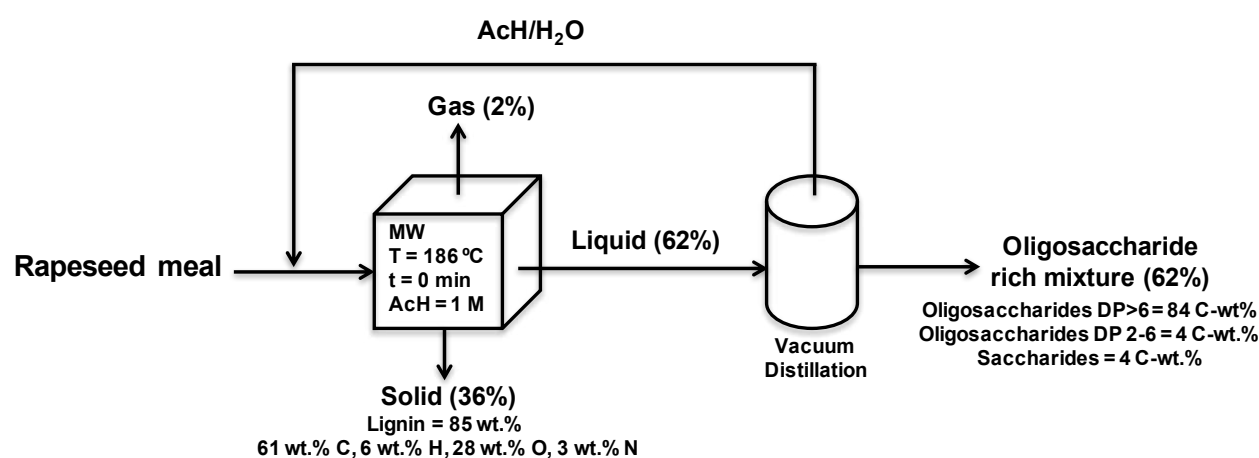 AcH/H₂O
Gas (2%)
Rapeseed meal
MW
T = 186 ºC
t = 0 min
AcH = 1 M
Liquid (62%)
Vacuum
Distillation
Oligosaccharide
rich mixture (62%)
Oligosaccharides DP>6 = 84 C-wt%
Oligosaccharides DP 2-6 = 4 C-wt.%
Saccharides = 4 C-wt.%
Solid (36%)
Lignin = 85 wt.%
61 wt.% C, 6 wt.% H, 28 wt.% O, 3 wt.% N